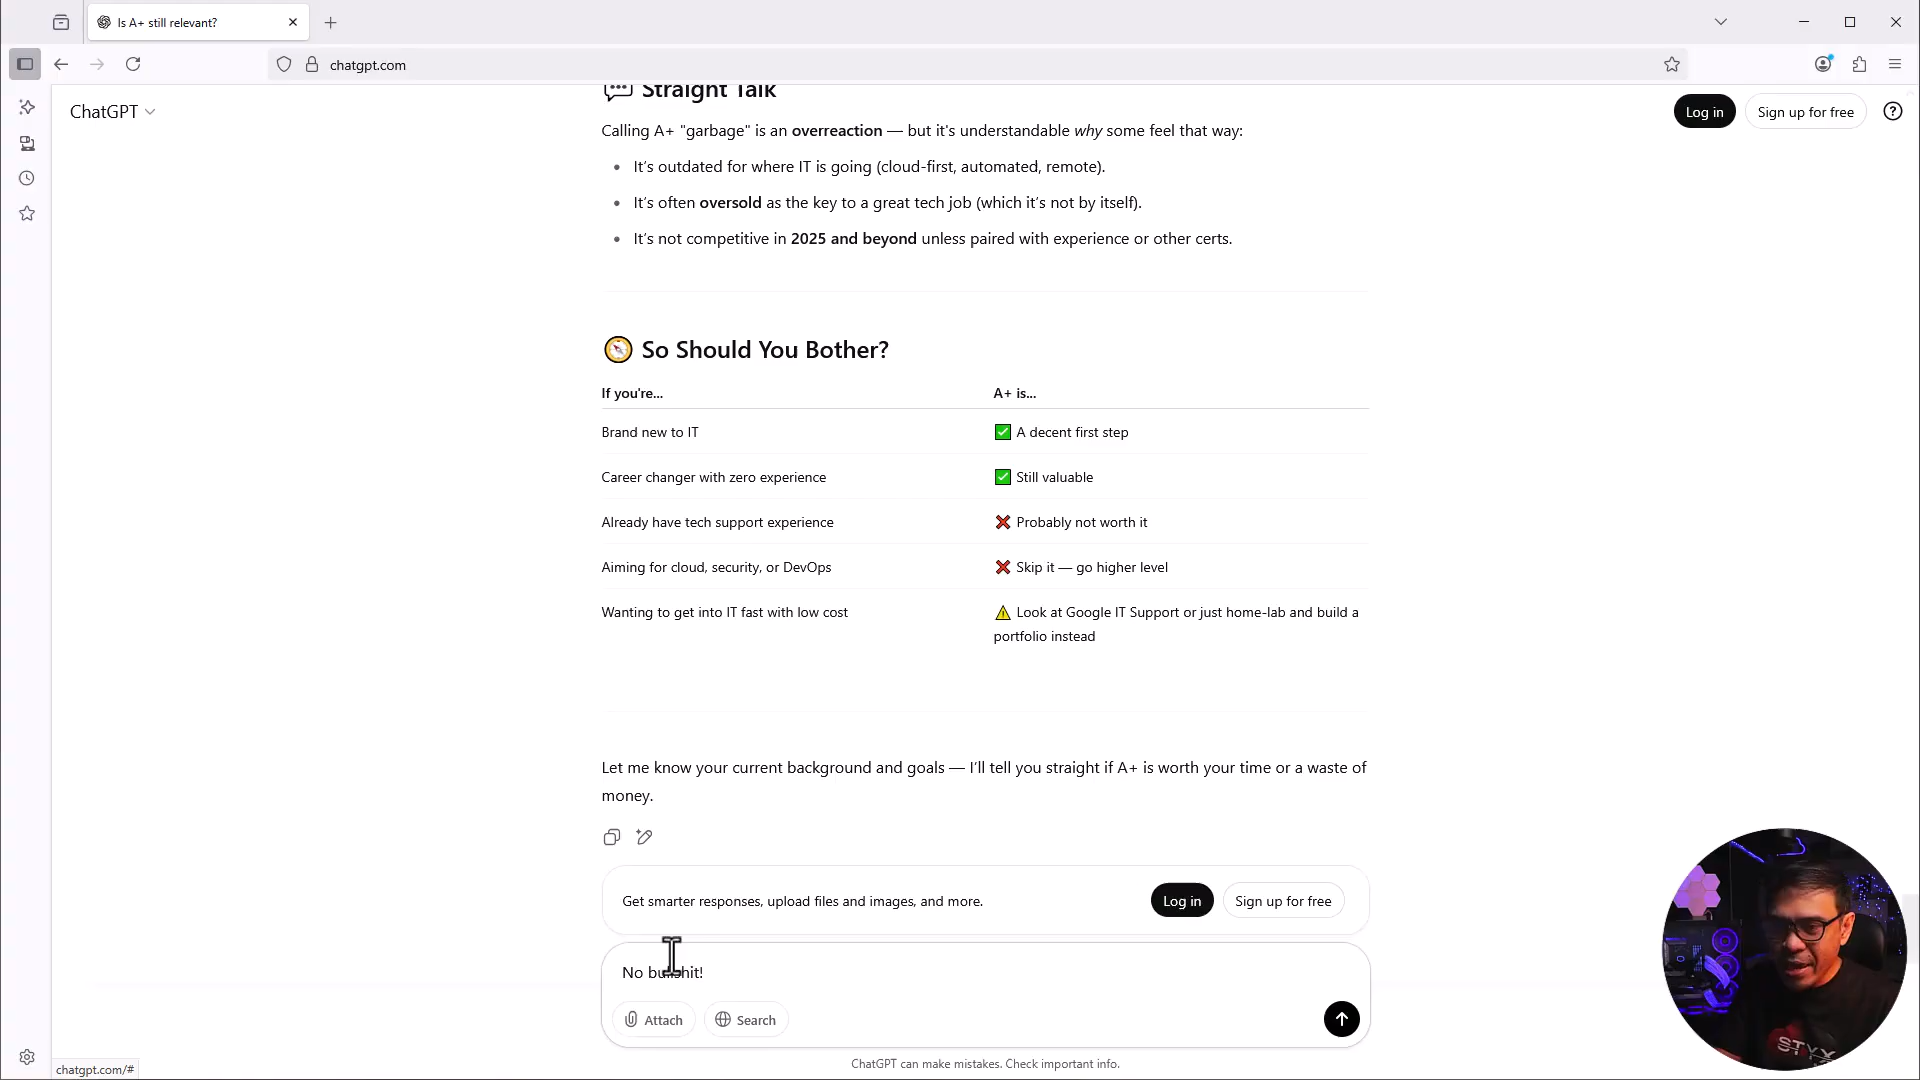 Is A+ still relevant?
chatgpt.com
ChatGPT
Log in
Sign up for free
Straight Talk
Calling A+ "garbage" is an overreaction — but it's understandable why some feel that way:
It's outdated for where IT is going (cloud-first, automated, remote).
It's often oversold as the key to a great tech job (which it's not by itself).
It's not competitive in 2025 and beyond unless paired with experience or other certs.
So Should You Bother?
If you're... A+ is...
Brand new to IT ✅ A decent first step
Career changer with zero experience ✅ Still valuable
Already have tech support experience ❌ Probably not worth it
Aiming for cloud, security, or DevOps ❌ Skip it — go higher level
Wanting to get into IT fast with low cost ⚠️ Look at Google IT Support or just home-lab and build a
portfolio instead
Let me know your current background and goals — I'll tell you straight if A+ is worth your time or a waste of
money.
Get smarter responses, upload files and images, and more.
Log in
Sign up for free
No bullshit!
Attach
Search
ChatGPT can make mistakes. Check important info.
chatgpt.com/#
STYX